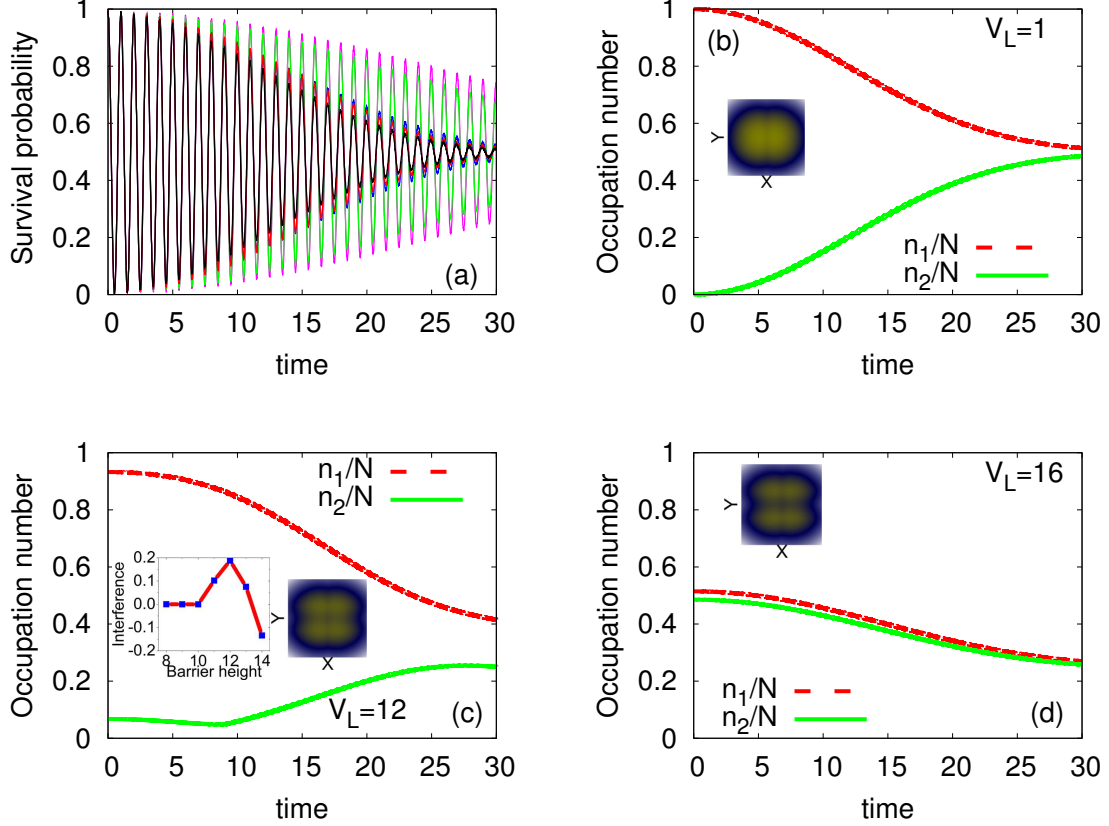 Survival probability
1
0.8
0.6
0.4
0.2
0
(a)
0 5 10 15 20 25 30
time
Occupation number
1
0.8
0.6
0.4
0.2
0
(b)
V_L=1
Y
X
n_1/N
n_2/N
0 5 10 15 20 25 30
time
Occupation number
1
0.8
0.6
0.4
0.2
0
n_1/N
n_2/N
Interference
0.2
0.1
0.0
-0.1
-0.2
8 10 12 14
Barrier height
Y
X
V_L=12
(c)
0 5 10 15 20 25 30
time
Occupation number
1
0.8
0.6
0.4
0.2
0
Y
X
V_L=16
n_1/N
n_2/N
(d)
0 5 10 15 20 25 30
time